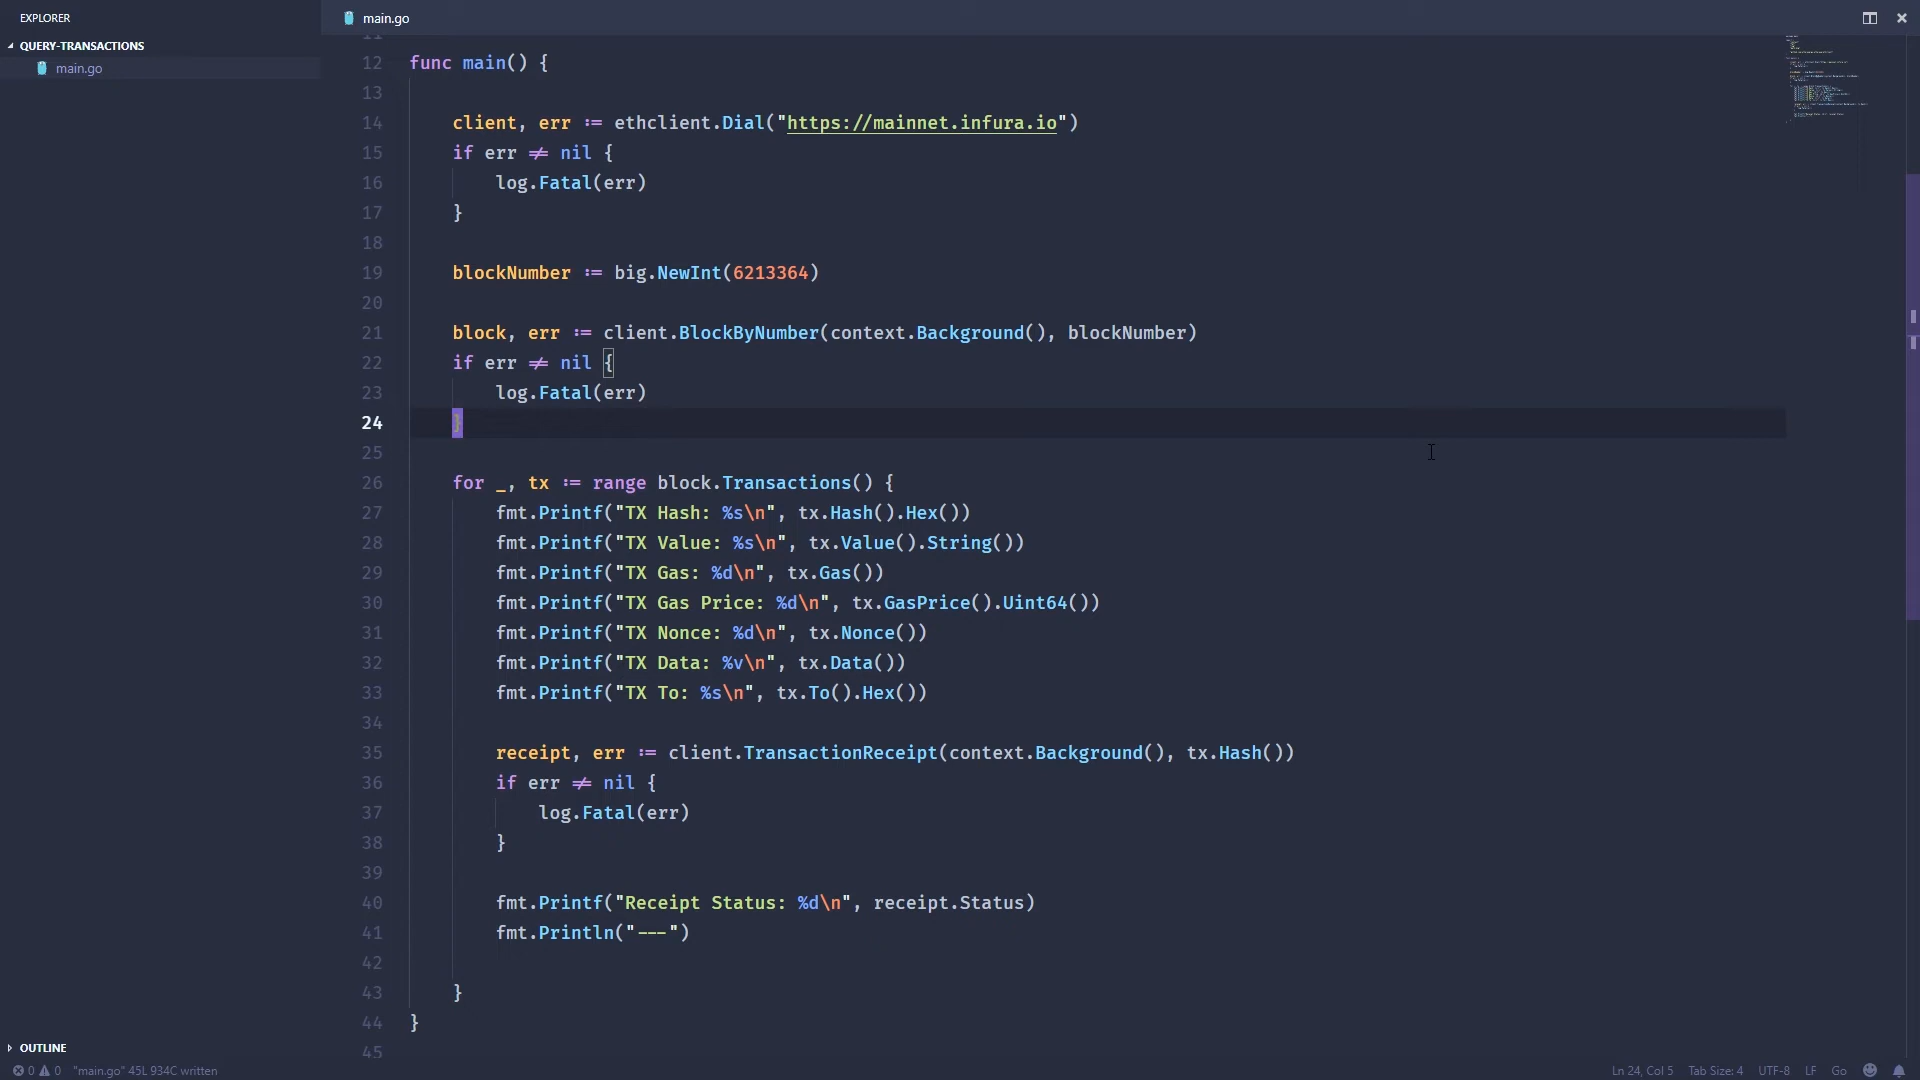 EXPLORER
main.go
QUERY-TRANSACTIONS
main.go
11
12 func main() {
13
14 client, err := ethclient.Dial("https://mainnet.infura.io")
15 if err != nil {
16 log.Fatal(err)
17 }
18
19 blockNumber := big.NewInt(6213364)
20
21 block, err := client.BlockByNumber(context.Background(), blockNumber)
22 if err != nil {
23 log.Fatal(err)
24 }
25
26 for _, tx := range block.Transactions() {
27 fmt.Printf("TX Hash: %s\n", tx.Hash().Hex())
28 fmt.Printf("TX Value: %s\n", tx.Value().String())
29 fmt.Printf("TX Gas: %d\n", tx.Gas())
30 fmt.Printf("TX Gas Price: %d\n", tx.GasPrice().Uint64())
31 fmt.Printf("TX Nonce: %d\n", tx.Nonce())
32 fmt.Printf("TX Data: %v\n", tx.Data())
33 fmt.Printf("TX To: %s\n", tx.To().Hex())
34
35 receipt, err := client.TransactionReceipt(context.Background(), tx.Hash())
36 if err != nil {
37 log.Fatal(err)
38 }
39
40 fmt.Printf("Receipt Status: %d\n", receipt.Status)
41 fmt.Println("---")
42
43 }
44 }
45
OUTLINE
0 0 "main.go" 45L 934C written
Ln 24, Col 5 Tab Size: 4 UTF-8 LF Go